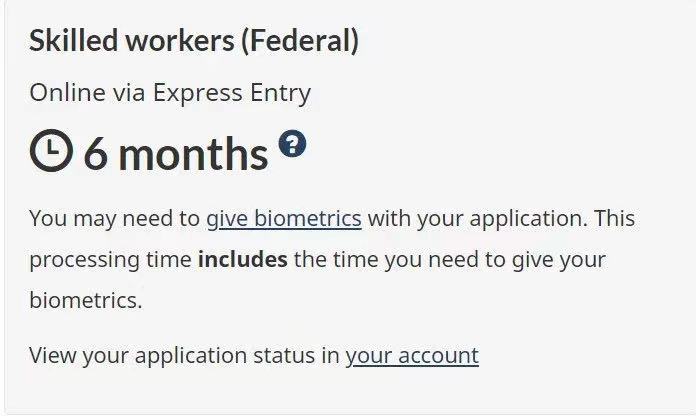 Skilled workers (Federal)
Online via Express Entry
6 months ?
You may need to give biometrics with your application. This
processing time includes the time you need to give your
biometrics.
View your application status in your account